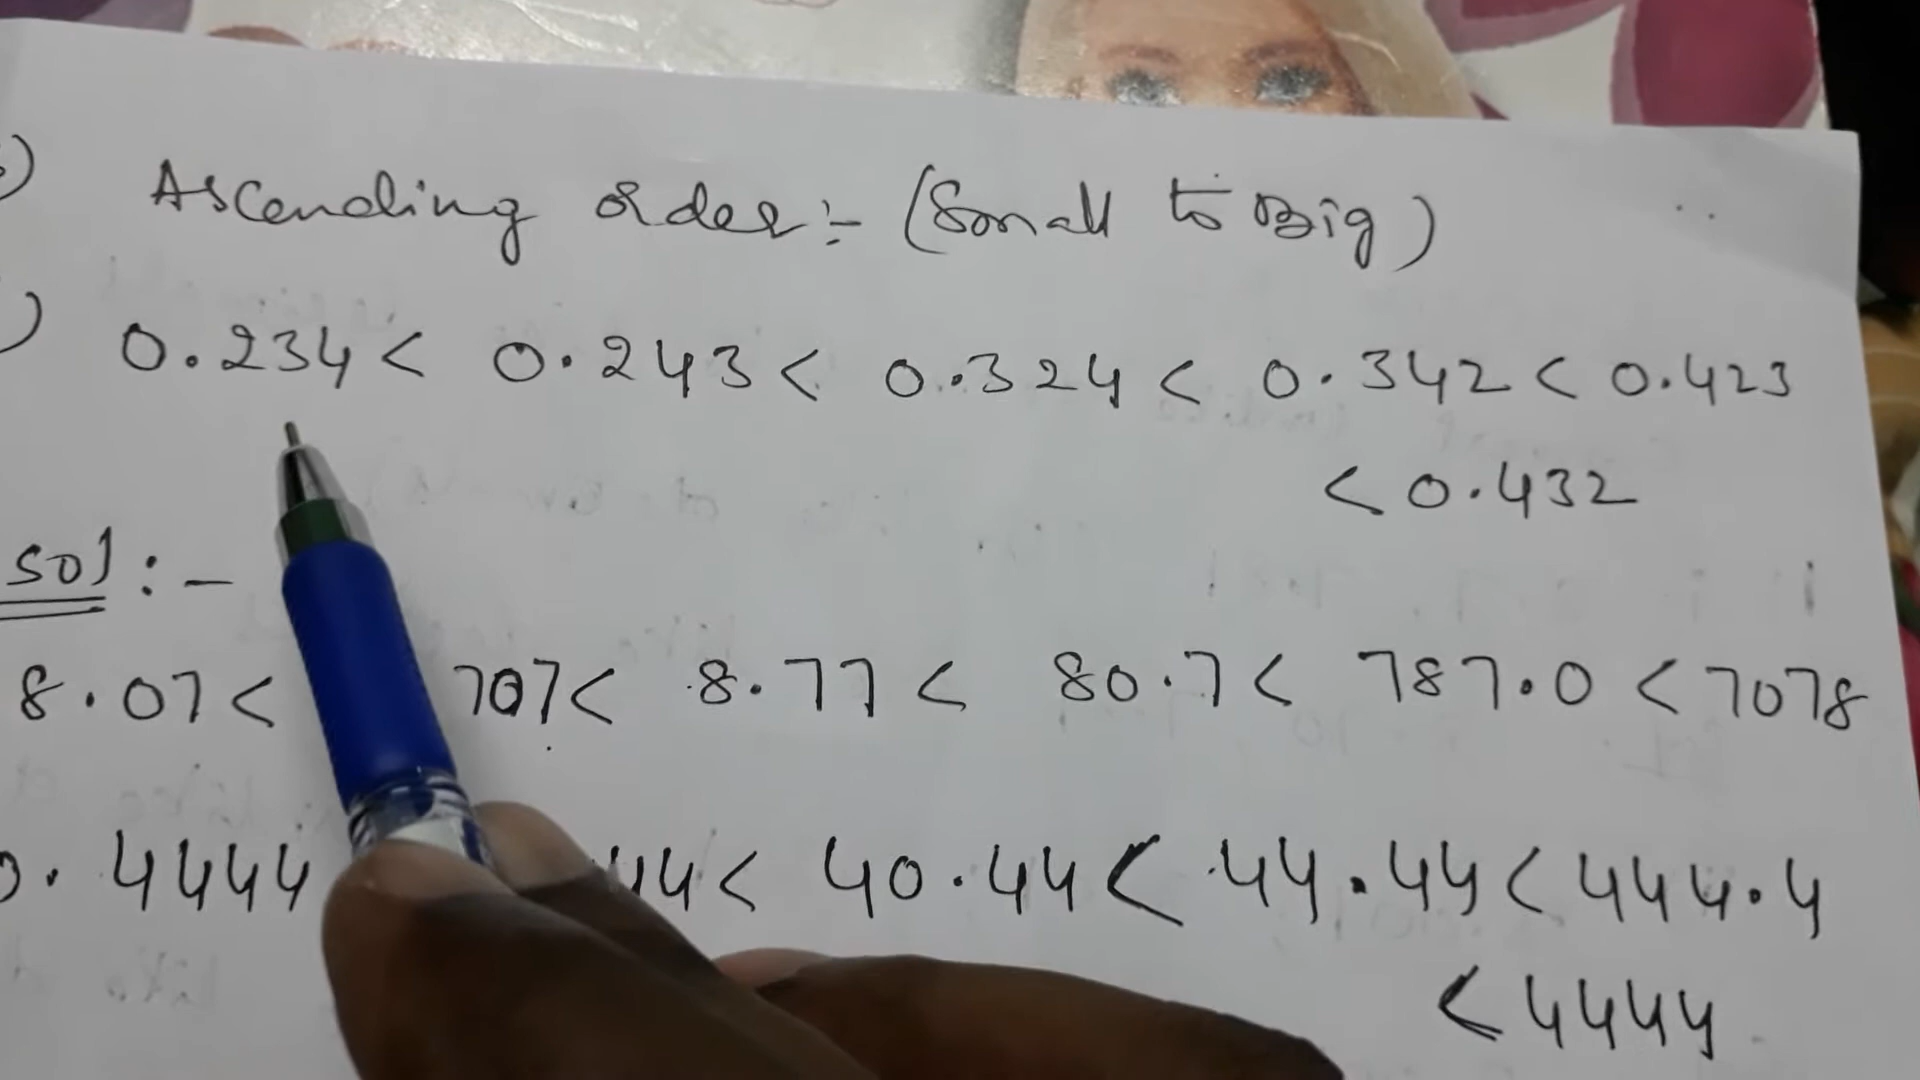 Ascending order:- (Small to Big)
0.234 < 0.243 < 0.324 < 0.342 < 0.423
< 0.432
sol :-
8.07 < 707 < 8.77 < 80.7 < 787.0 < 7078
0.4444 44 < 40.44 < 44.44 < 444.4
< 4444